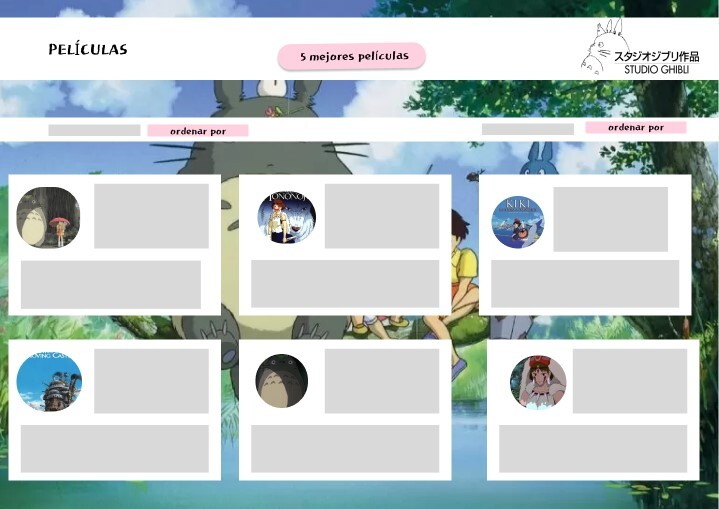 PELÍCULAS
5 mejores películas
スタジオジブリ作品
STUDIO GHIBLI
ordenar por
ordenar por
KIKI